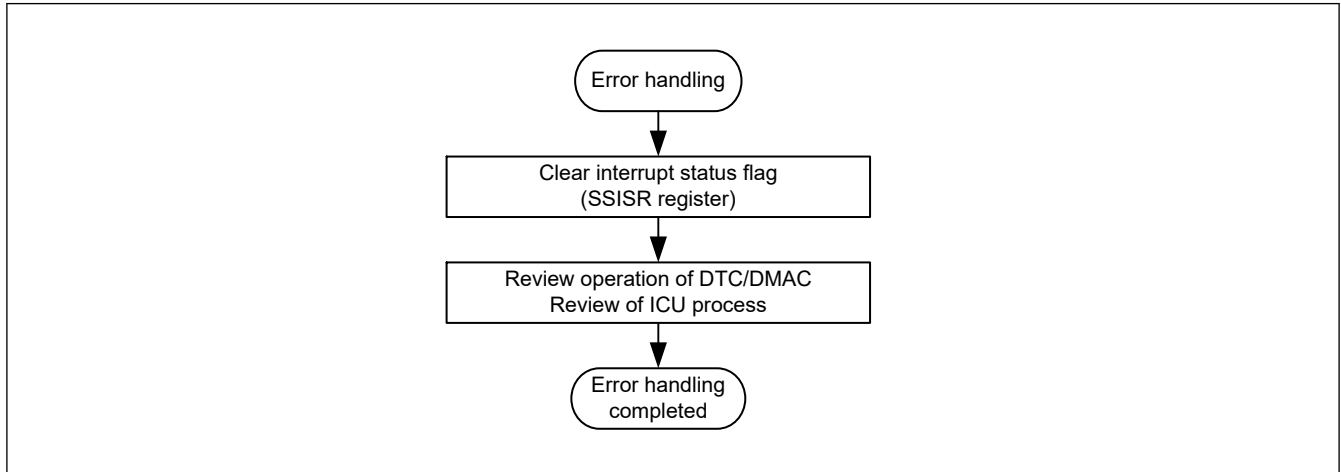 Error handling
Clear interrupt status flag
(SSISR register)
Review operation of DTC/DMAC
Review of ICU process
Error handling
completed